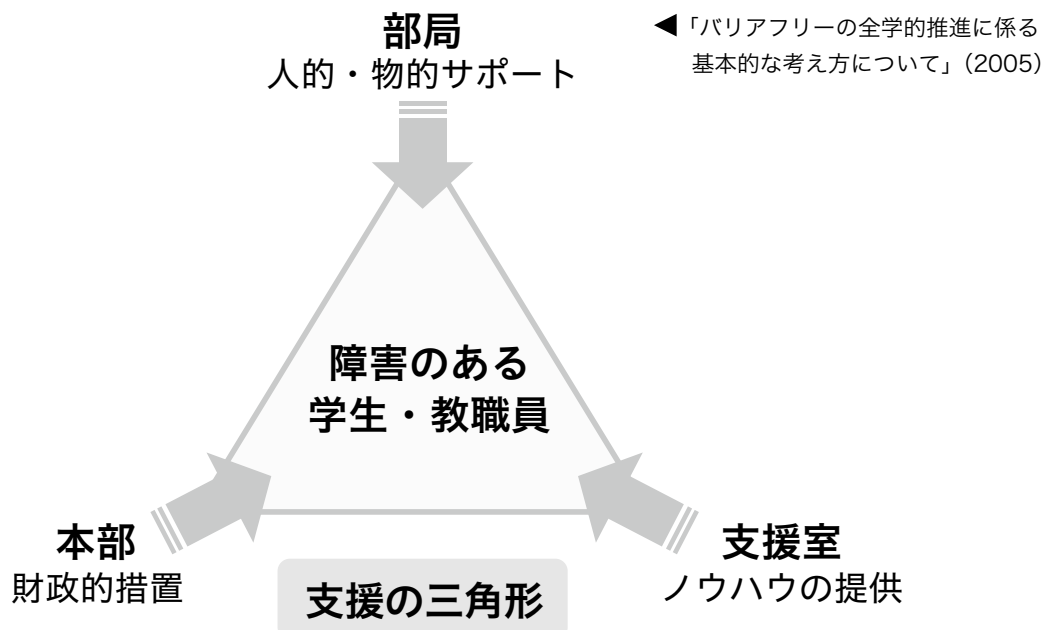 部局
人的・物的サポート
◀「バリアフリーの全学的推進に係る
基本的な考え方について」（2005）
障害のある
学生・教職員
本部
財政的措置
支援室
ノウハウの提供
支援の三角形